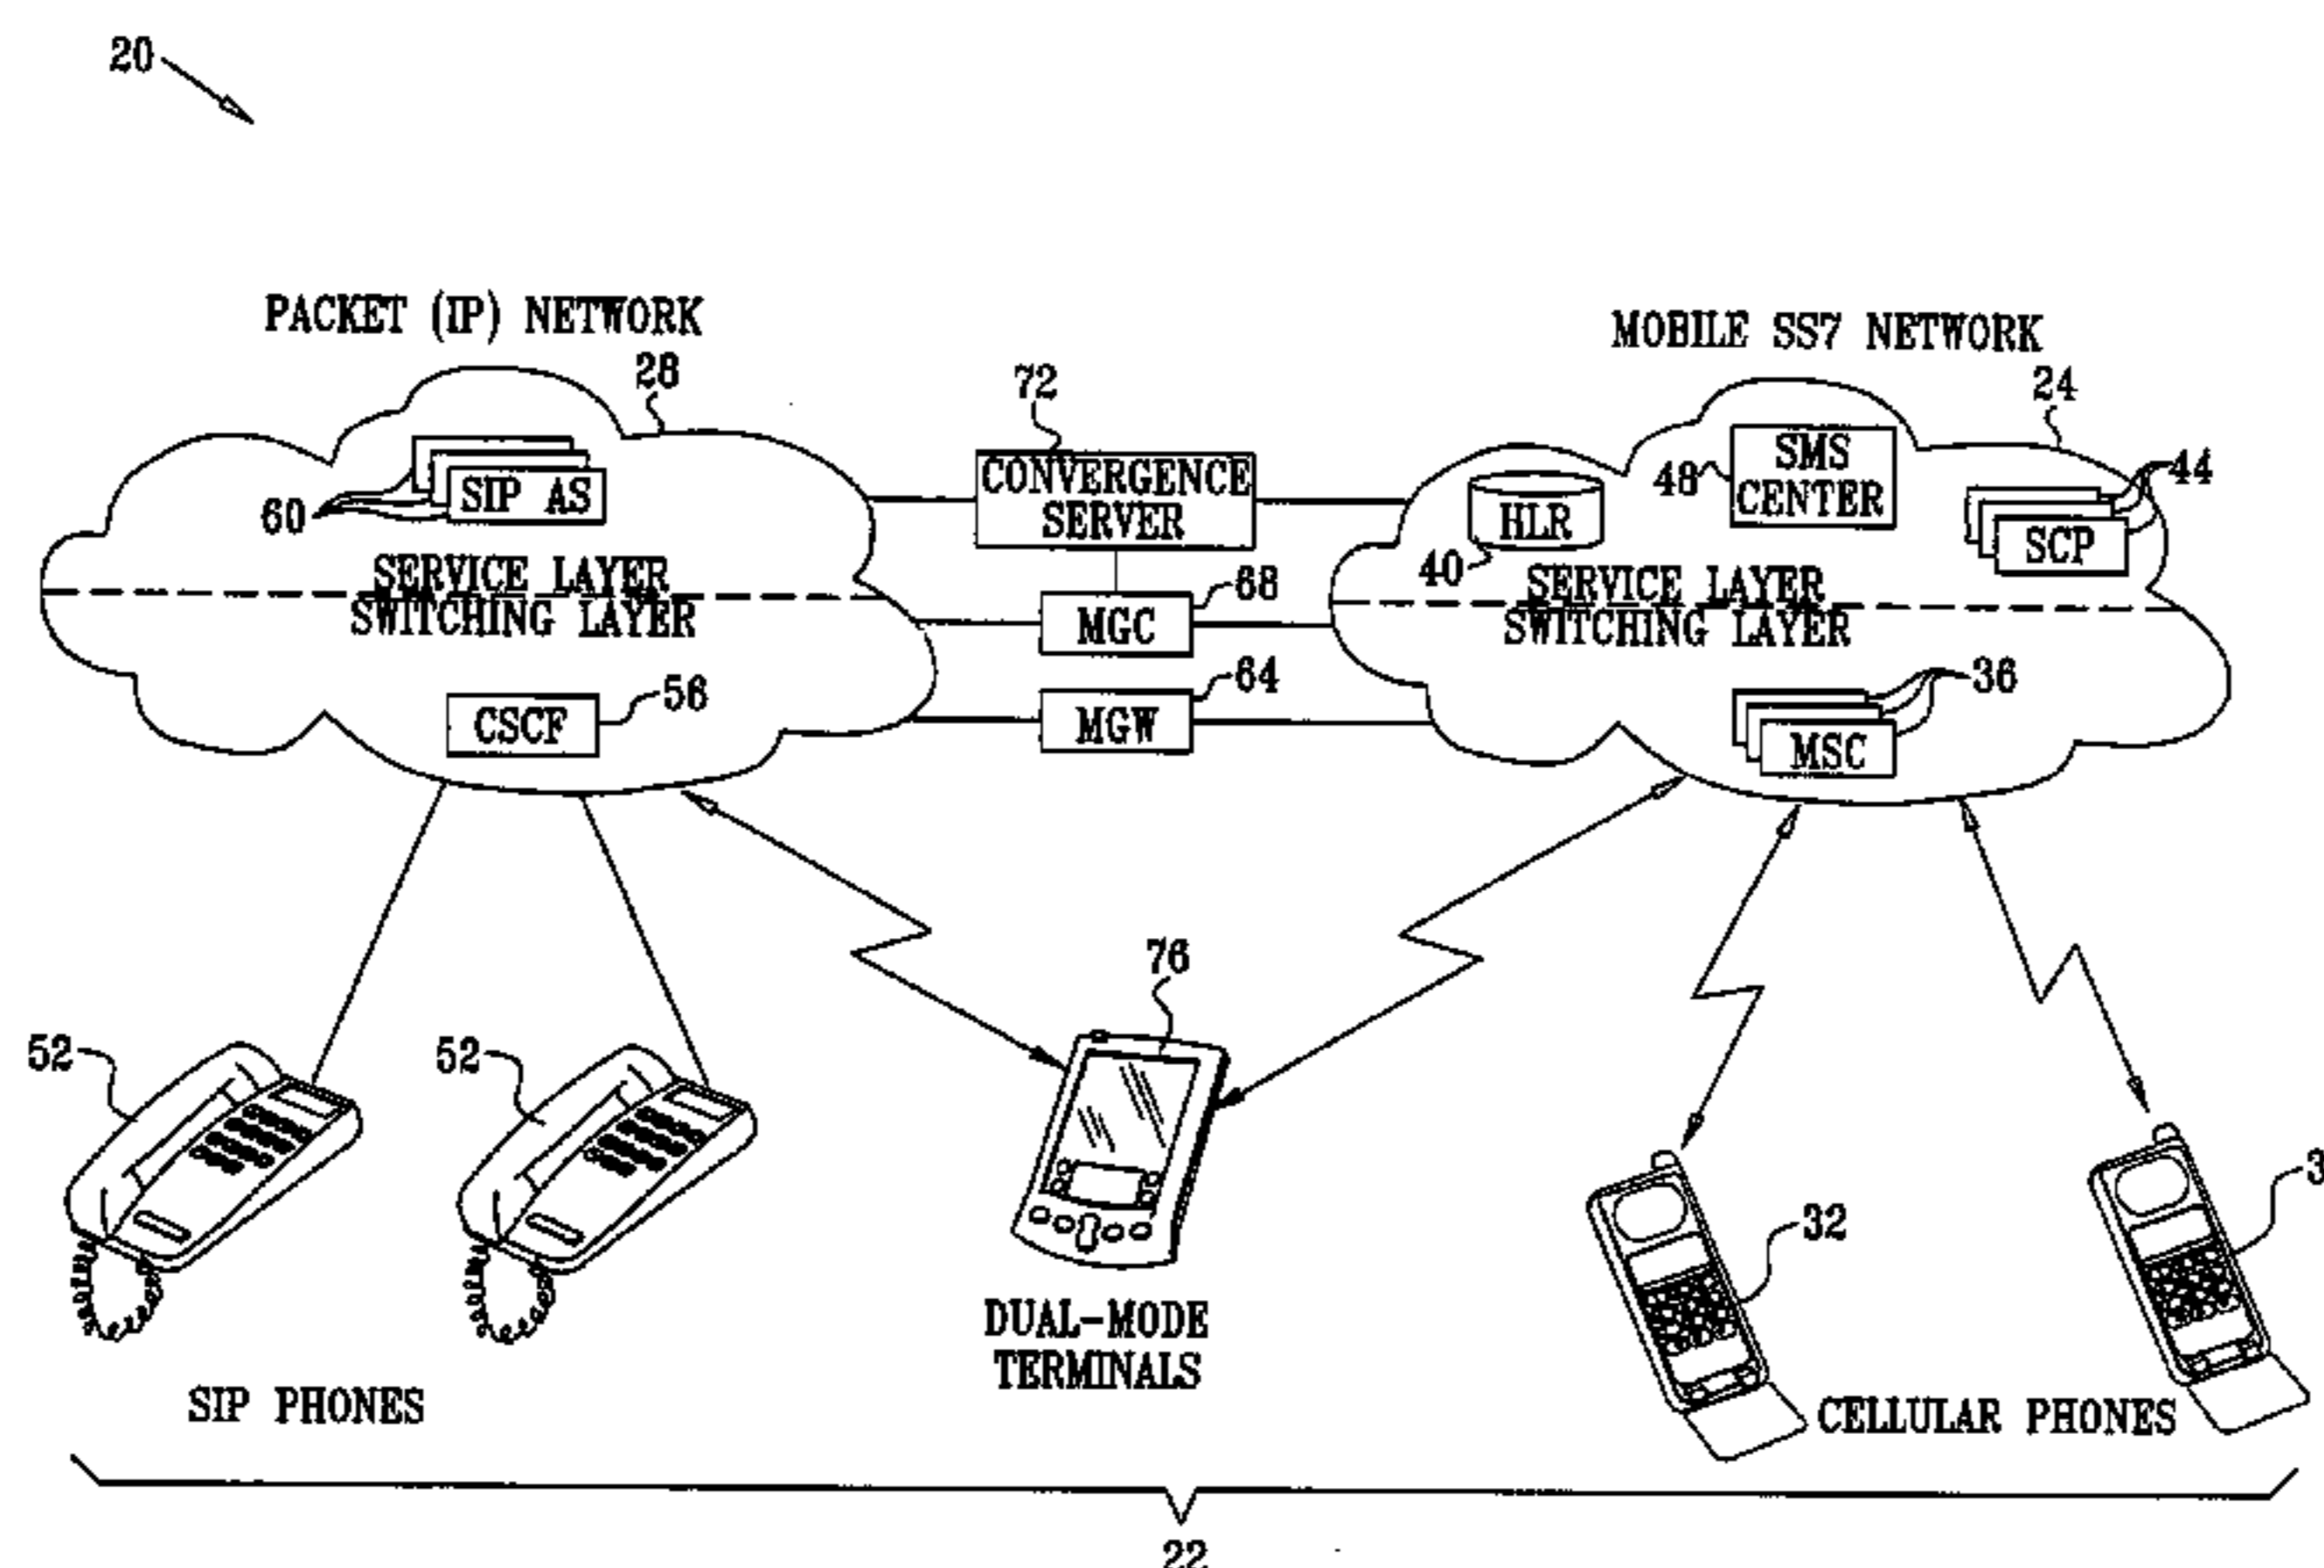 20
PACKET (IP) NETWORK
28
MOBILE SS7 NETWORK
24
72
CONVERGENCE
SERVER
SIP AS
60
SMS
CENTER
48
44
HLR
40
SCP
SERVICE LAYER
SWITCHING LAYER
SERVICE LAYER
SWITCHING LAYER
68
MGC
64
MGW
CSCF
56
36
MSC
52
52
76
32
DUAL-MODE
TERMINALS
SIP PHONES
CELLULAR PHONES
22